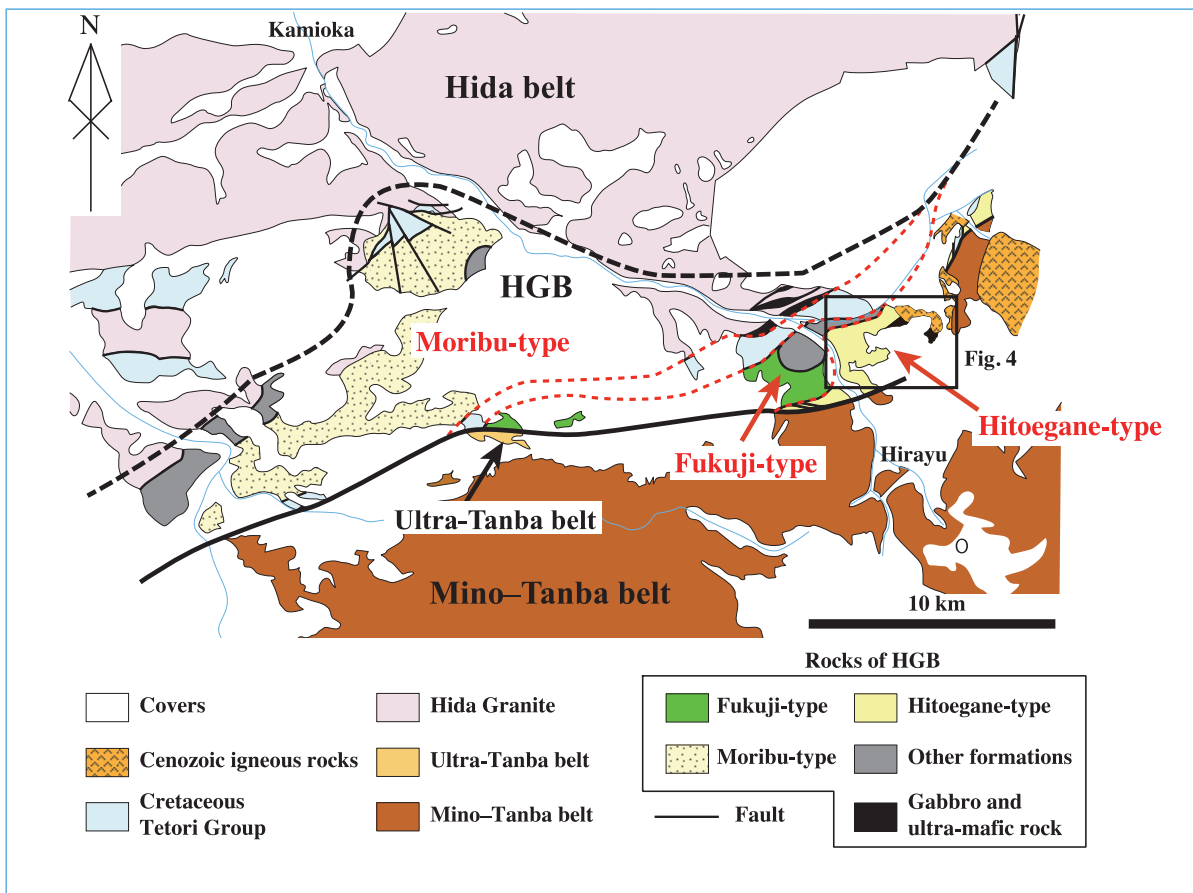 N
Kamioka
Hida belt
HGB
Moribu-type
Fig. 4
Hitoegane-type
Fukuji-type
Hirayu
Ultra-Tanba belt
O
Mino–Tanba belt
10 km
Rocks of HGB
Covers
Hida Granite
Fukuji-type
Hitoegane-type
Cenozoic igneous rocks
Ultra-Tanba belt
Moribu-type
Other formations
Cretaceous
Tetori Group
Mino–Tanba belt
Fault
Gabbro and
ultra-mafic rock